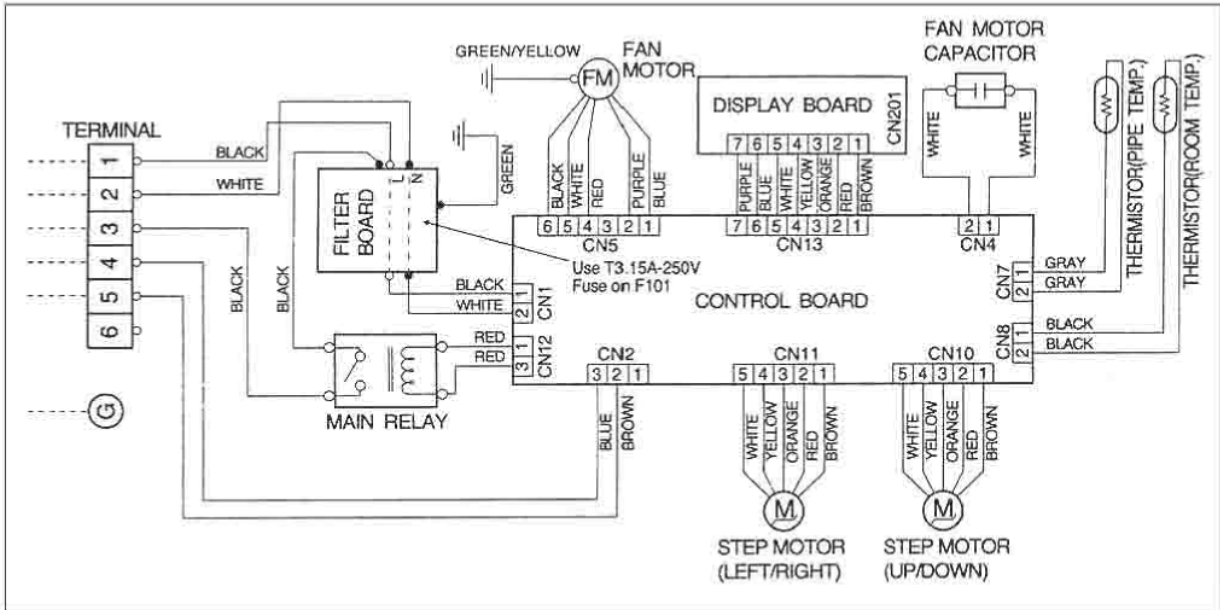 TERMINAL
1
2
3
4
5
6
G
BLACK
WHITE
BLACK
BLACK
FILTER
BOARD
L
N
GREEN
GREEN/YELLOW
FAN
MOTOR
FM
BLACK
WHITE
RED
PURPLE
BLUE
6 5 4 3 2 1
CN5
Use T3.15A-250V
Fuse on F101
DISPLAY BOARD
CN201
7 6 5 4 3 2 1
PURPLE
BLUE
WHITE
YELLOW
ORANGE
RED
BROWN
7 6 5 4 3 2 1
CN13
FAN MOTOR
CAPACITOR
WHITE
WHITE
2 1
CN4
THERMISTOR(PIPE TEMP.)
THERMISTOR(ROOM TEMP.)
GRAY
GRAY
CN7
1
2
BLACK
BLACK
CN8
1
2
CONTROL BOARD
BLACK
WHITE
1
2
CN1
RED
RED
1
3
CN12
MAIN RELAY
CN2
3 2 1
BLUE
BROWN
CN11
5 4 3 2 1
WHITE
YELLOW
ORANGE
RED
BROWN
M
STEP MOTOR
(LEFT/RIGHT)
CN10
5 4 3 2 1
WHITE
YELLOW
ORANGE
RED
BROWN
M
STEP MOTOR
(UP/DOWN)